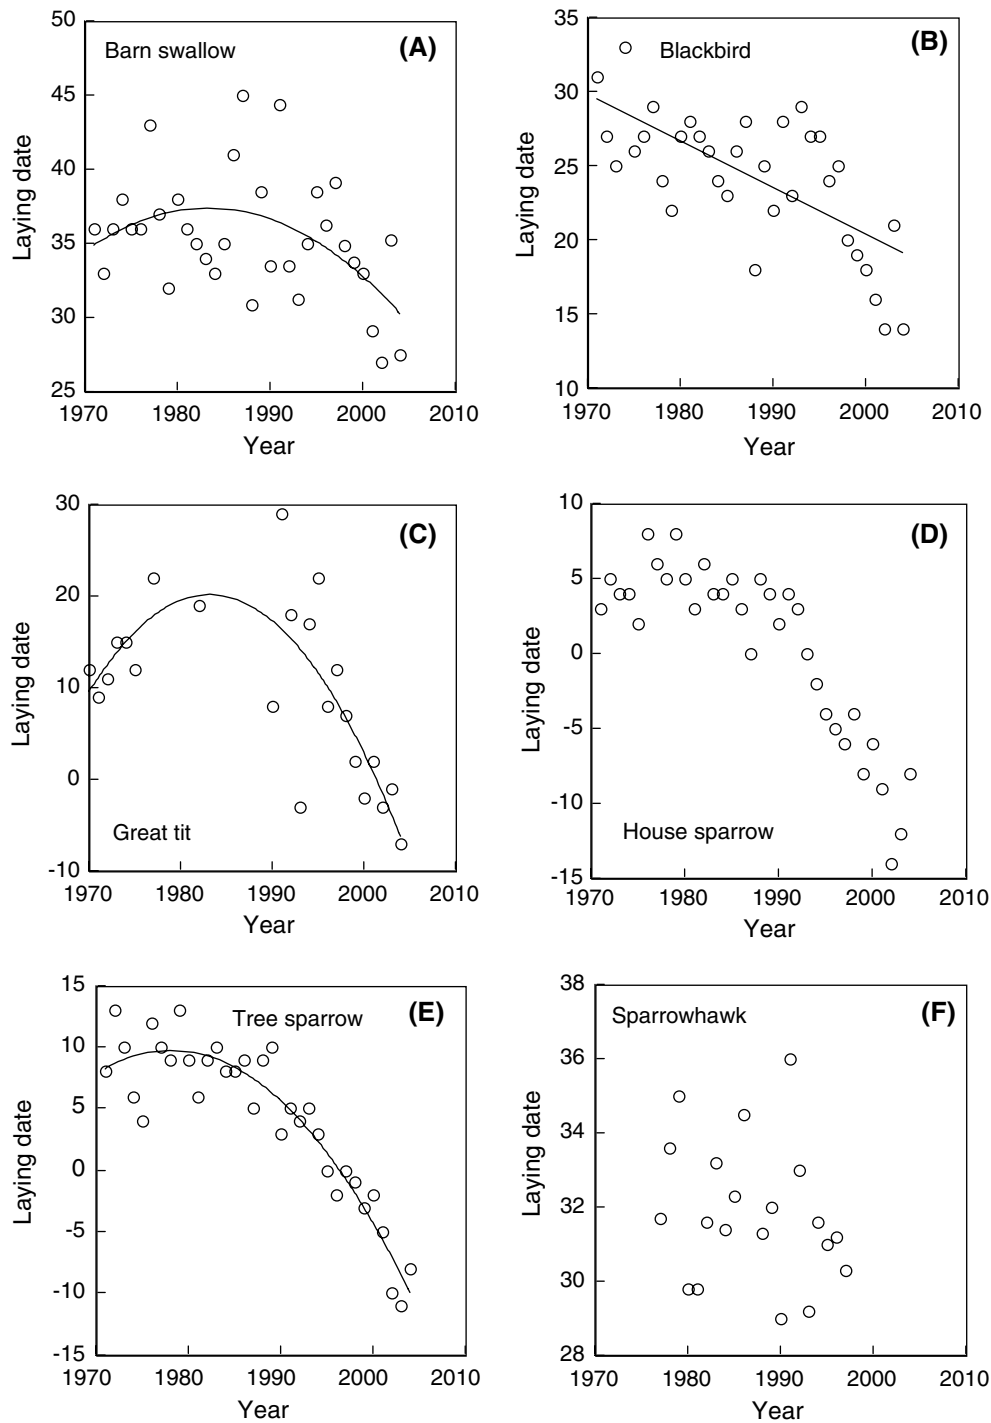 50
Barn swallow
(A)
45
40
35
30
25
1970 1980 1990 2000 2010
Year
Laying date
35
Blackbird
(B)
30
25
20
15
10
1970 1980 1990 2000 2010
Year
Laying date
30
(C)
20
10
0
Great tit
-10
1970 1980 1990 2000 2010
Year
Laying date
10
(D)
5
0
-5
-10
House sparrow
-15
1970 1980 1990 2000 2010
Year
Laying date
15
Tree sparrow
(E)
10
5
0
-5
-10
-15
1970 1980 1990 2000 2010
Year
Laying date
38
Sparrowhawk
(F)
36
34
32
30
28
1970 1980 1990 2000 2010
Year
Laying date